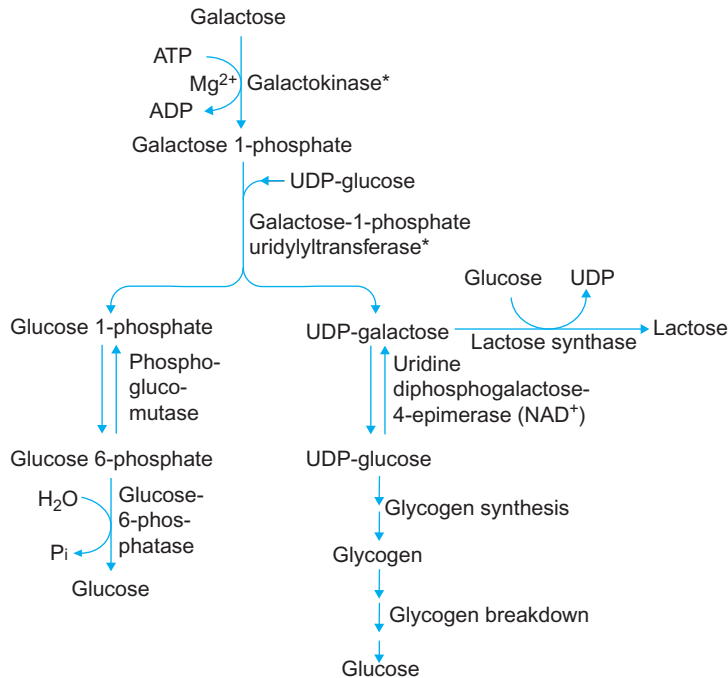 Galactose
ATP
Mg2+
Galactokinase*
ADP
Galactose 1-phosphate
UDP-glucose
Galactose-1-phosphate
uridylyltransferase*
Glucose
UDP
Glucose 1-phosphate
UDP-galactose
Lactose
Lactose synthase
Phospho-
gluco-
mutase
Uridine
diphosphogalactose-
4-epimerase (NAD+)
Glucose 6-phosphate
UDP-glucose
H2O
Glucose-
6-phos-
phatase
Pi
Glucose
Glycogen synthesis
Glycogen
Glycogen breakdown
Glucose